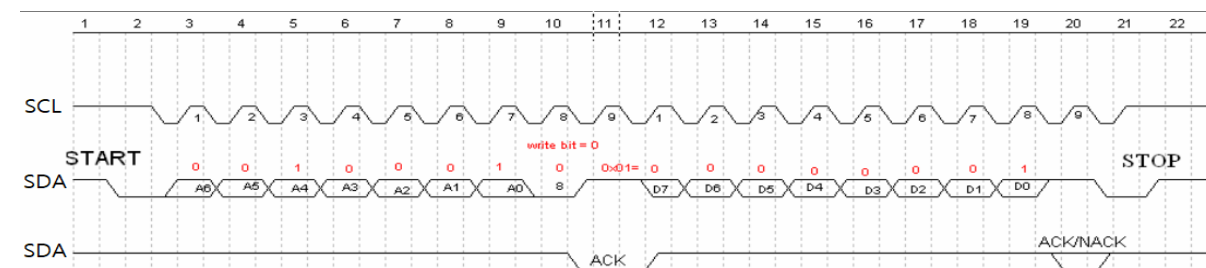 1 2 3 4 5 6 7 8 9 10 11 12 13 14 15 16 17 18 19 20 21 22
SCL 1 2 3 4 5 6 7 8 9 1 2 3 4 5 6 7 8 9
write bit = 0
START 0 0 1 0 0 0 1 0 0x01= 0 0 0 0 0 0 0 1 STOP
SDA A6 A5 A4 A3 A2 A1 A0 8 D7 D6 D5 D4 D3 D2 D1 D0
ACK/NACK
SDA ACK